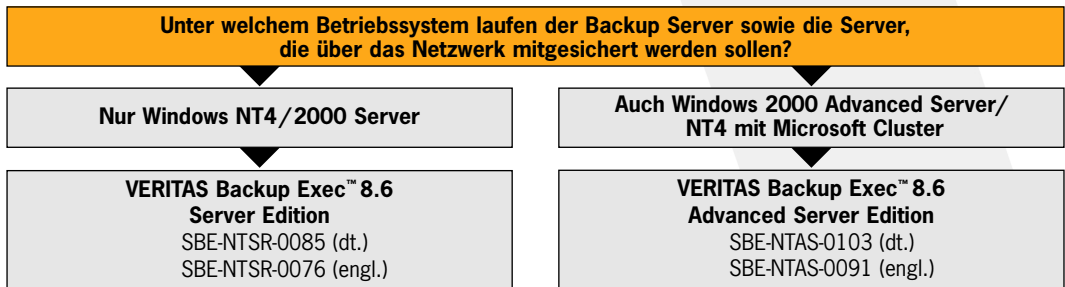 Unter welchem Betriebssystem laufen der Backup Server sowie die Server,
die über das Netzwerk mitgesichert werden sollen?
Nur Windows NT4/2000 Server
Auch Windows 2000 Advanced Server/
NT4 mit Microsoft Cluster
VERITAS Backup Exec™ 8.6
Server Edition
SBE-NTSR-0085 (dt.)
SBE-NTSR-0076 (engl.)
VERITAS Backup Exec™ 8.6
Advanced Server Edition
SBE-NTAS-0103 (dt.)
SBE-NTAS-0091 (engl.)